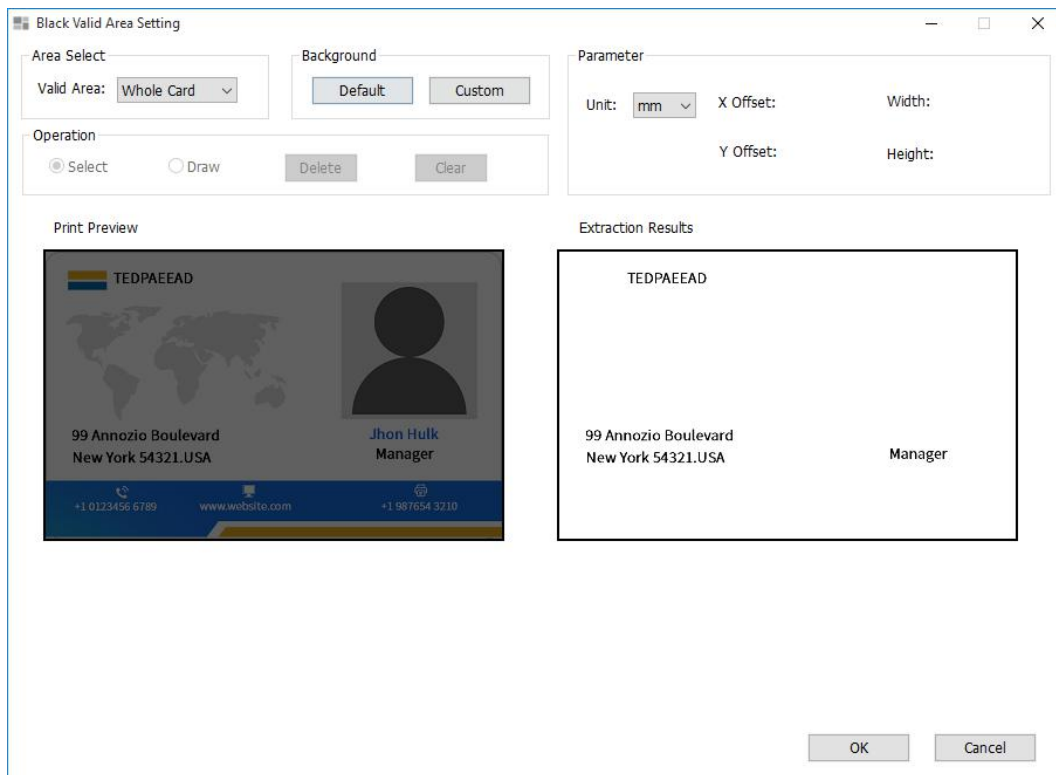 Black Valid Area Setting
Area Select
Valid Area: Whole Card
Background
Default Custom
Parameter
Unit: mm X Offset: Width:
Y Offset: Height:
Operation
Select Draw Delete Clear
Print Preview
TEDPAEEAD
99 Annozio Boulevard
New York 54321.USA
Jhon Hulk
Manager
+1 0123456 6789 www.website.com +1 987654 3210
Extraction Results
TEDPAEEAD
99 Annozio Boulevard
New York 54321.USA
Manager
OK Cancel